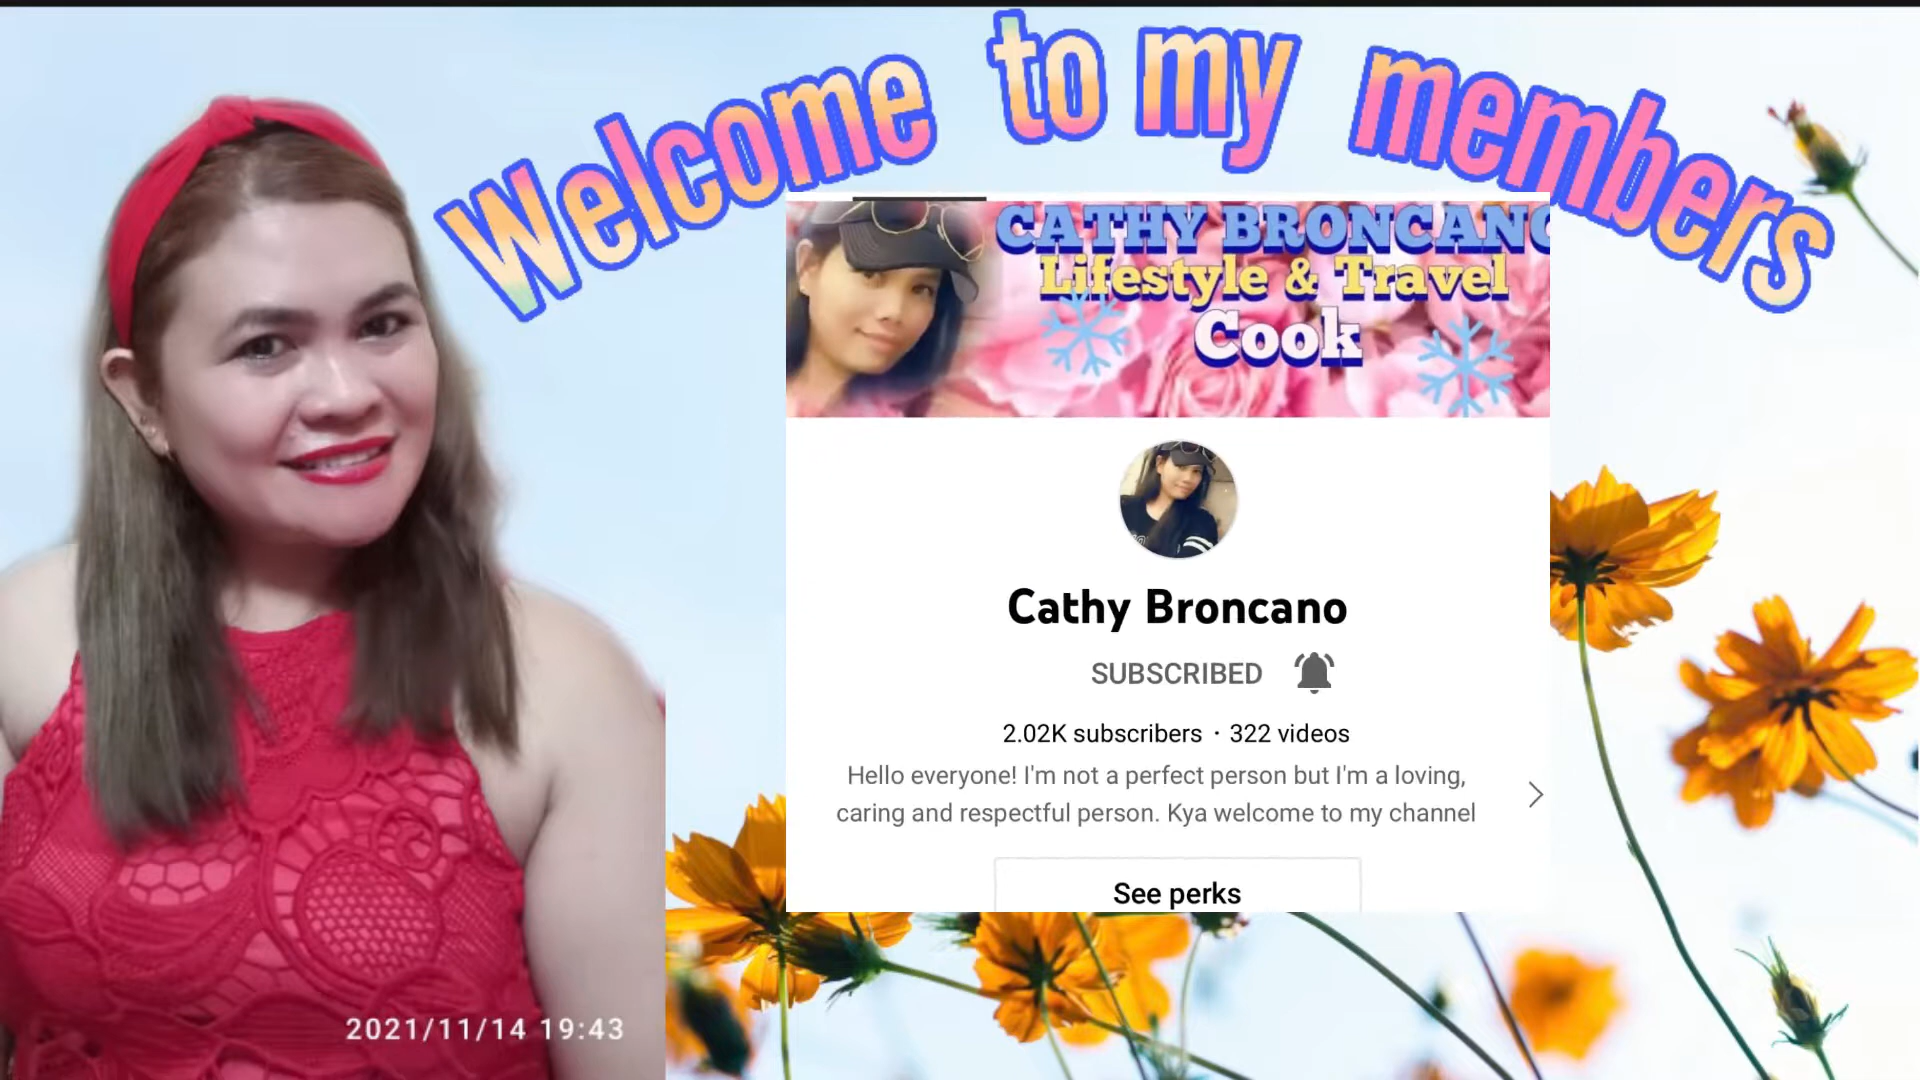 Welcome to my members
CATHY BRONCANO
Lifestyle & Travel
Cook
Cathy Broncano
SUBSCRIBED
2.02K subscribers · 322 videos
Hello everyone! I'm not a perfect person but I'm a loving,
caring and respectful person. Kya welcome to my channel
See perks
2021/11/14 19:43